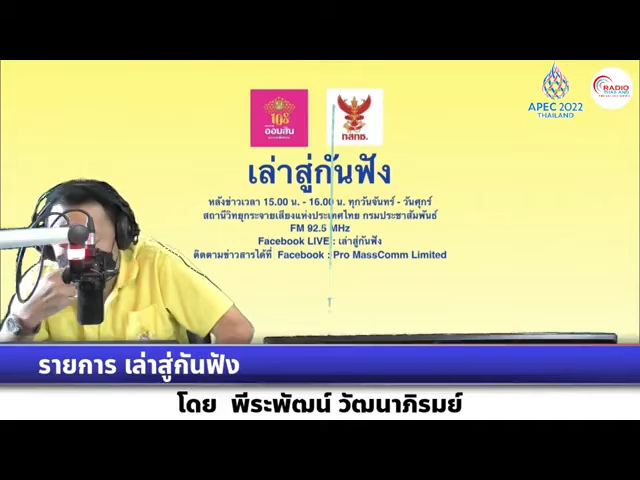 APEC 2022
THAILAND
RADIO
THAILAND
ออมสิน
กสทช.
เล่าสู่กันฟัง
หลังข่าวเวลา 15.00 น. - 16.00 น. ทุกวันจันทร์ - วันศุกร์
สถานีวิทยุกระจายเสียงแห่งประเทศไทย กรมประชาสัมพันธ์
FM 92.5 MHz
Facebook LIVE : เล่าสู่กันฟัง
ติดตามข่าวสารได้ที่ Facebook : Pro MassComm Limited
รายการ เล่าสู่กันฟัง
โดย พีระพัฒน์ วัฒนาภิรมย์